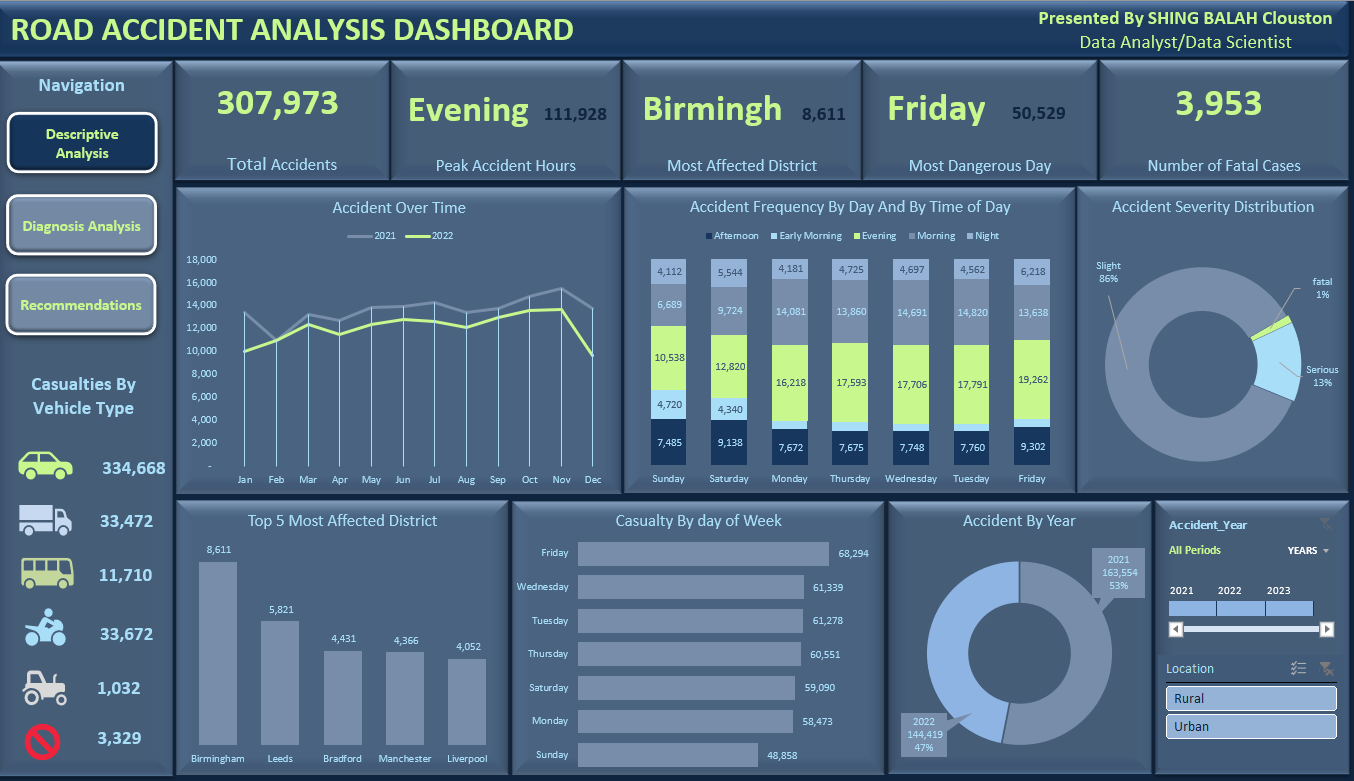 ROAD ACCIDENT ANALYSIS DASHBOARD
Presented By SHING BALAH Clouston
Data Analyst/Data Scientist
Navigation
Descriptive
Analysis
Diagnosis Analysis
Recommendations
Casualties By
Vehicle Type
334,668
33,472
11,710
33,672
1,032
3,329
307,973
Total Accidents
Evening 111,928
Peak Accident Hours
Birmingh 8,611
Most Affected District
Friday 50,529
Most Dangerous Day
3,953
Number of Fatal Cases
Accident Over Time
2021 2022
18,000
16,000
14,000
12,000
10,000
8,000
6,000
4,000
2,000
-
Jan Feb Mar Apr May Jun Jul Aug Sep Oct Nov Dec
Accident Frequency By Day And By Time of Day
Afternoon Early Morning Evening Morning Night
4,112 5,544 4,181 4,725 4,697 4,562 6,218
6,689 9,724 14,081 13,860 14,691 14,820 13,638
10,538 12,820 16,218 17,593 17,706 17,791 19,262
4,720 4,340
7,485 9,138 7,672 7,675 7,748 7,760 9,302
Sunday Saturday Monday Thursday Wednesday Tuesday Friday
Accident Severity Distribution
Slight
86%
fatal
1%
Serious
13%
Top 5 Most Affected District
8,611
5,821
4,431
4,366
4,052
Birmingham Leeds Bradford Manchester Liverpool
Casualty By day of Week
Friday 68,294
Wednesday 61,339
Tuesday 61,278
Thursday 60,551
Saturday 59,090
Monday 58,473
Sunday 48,858
Accident By Year
2021
163,554
53%
2022
144,419
47%
Accident_Year
All Periods YEARS
2021 2022 2023
Location
Rural
Urban